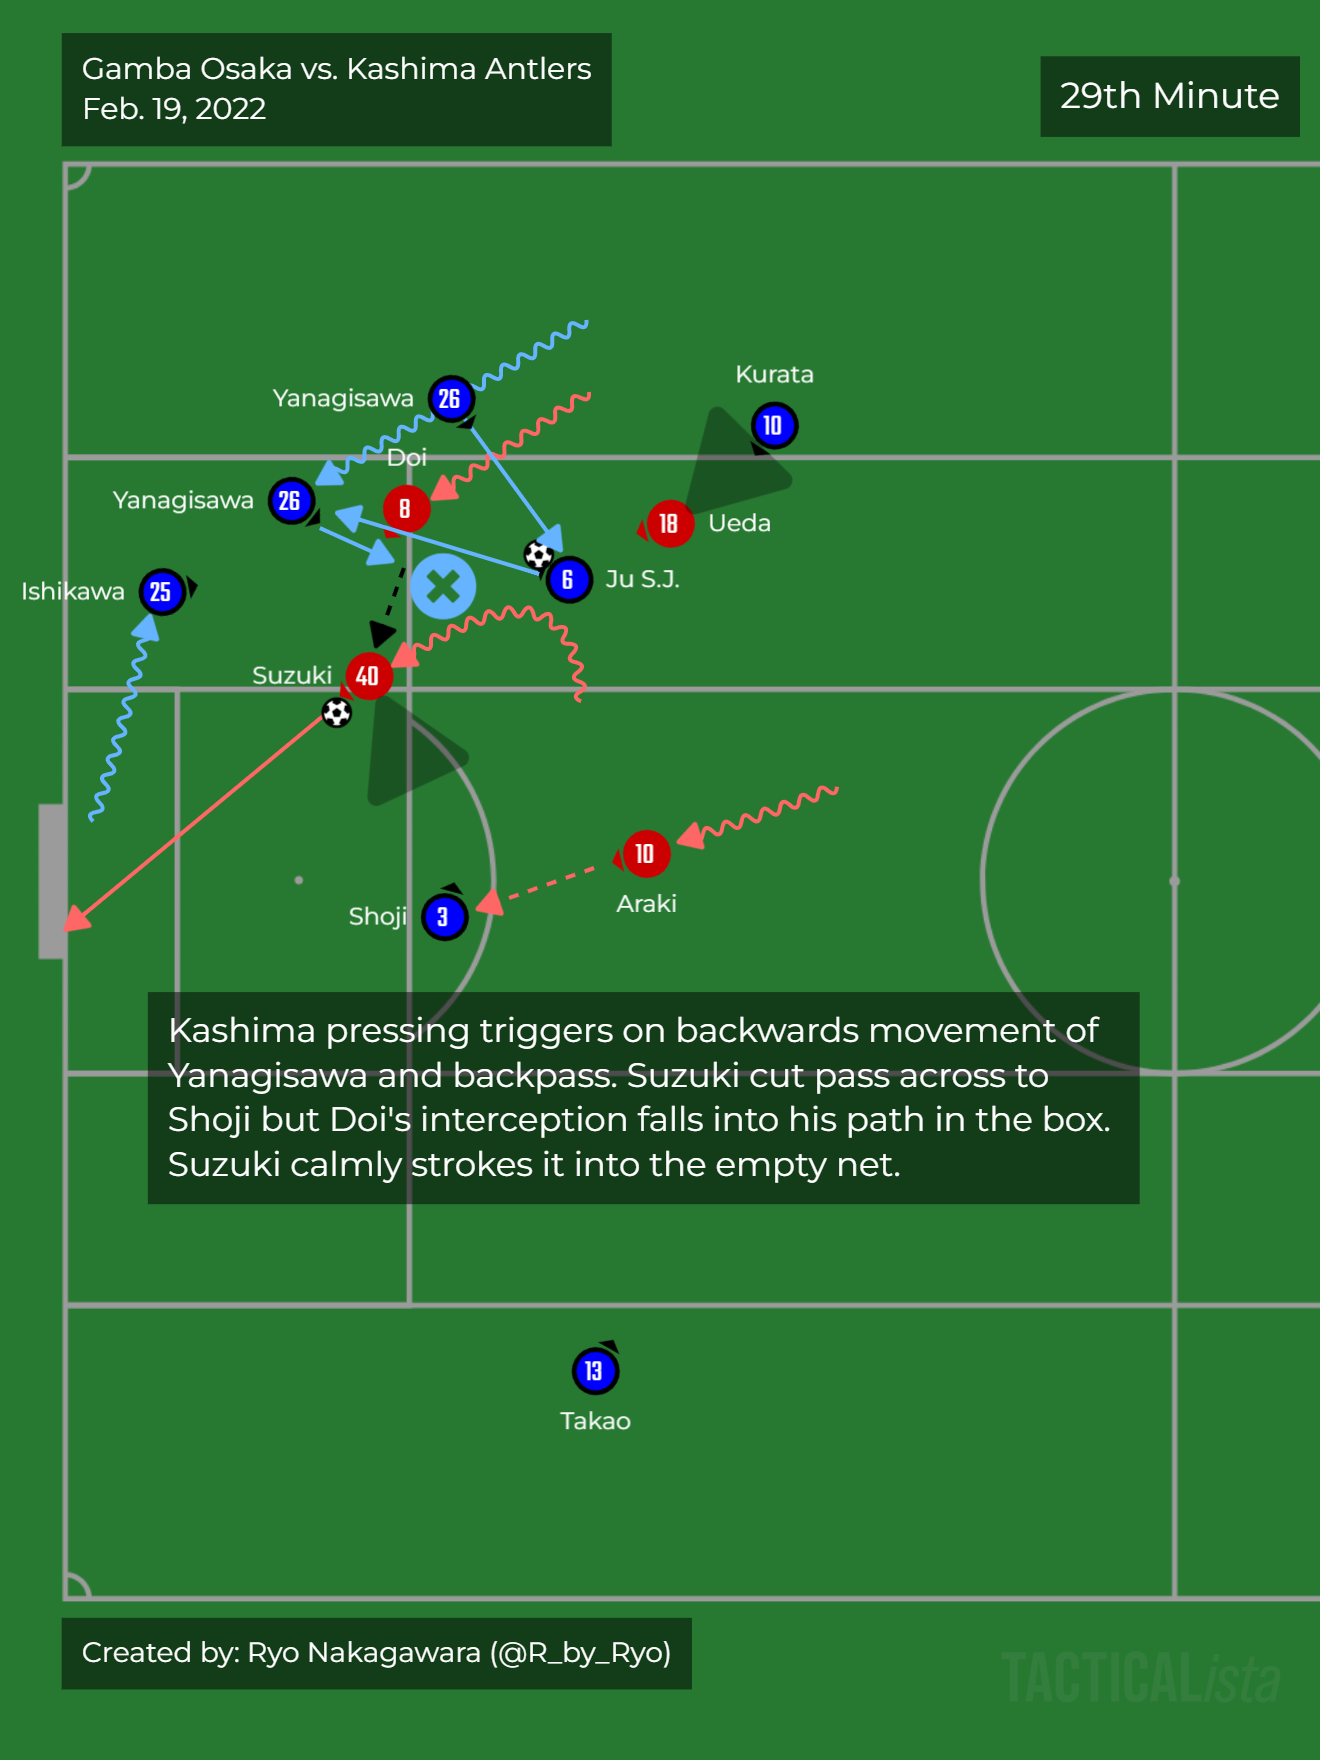 Gamba Osaka vs. Kashima Antlers
Feb. 19, 2022
29th Minute
Kurata
10
Yanagisawa
26
Doi
8
Yanagisawa
26
18
Ueda
6
Ju S.J.
Ishikawa
25
Suzuki
40
10
Araki
Shoji
3
Kashima pressing triggers on backwards movement of
Yanagisawa and backpass. Suzuki cut pass across to
Shoji but Doi's interception falls into his path in the box.
Suzuki calmly strokes it into the empty net.
13
Takao
Created by: Ryo Nakagawara (@R_by_Ryo)
TACTICALista